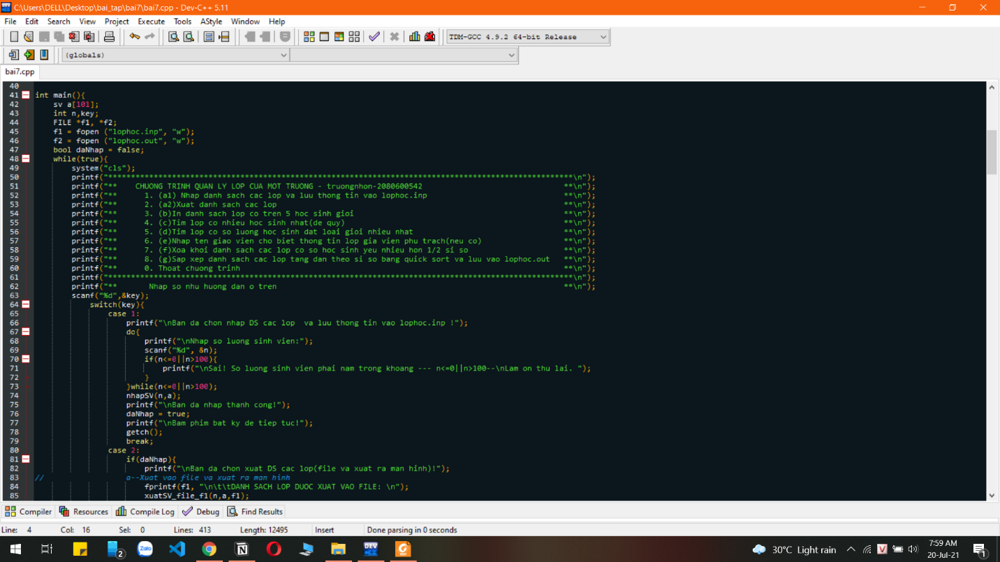 C:\Users\DELL\Desktop\bai_tap\bai7\bai7.cpp - Dev-C++ 5.11
File Edit Search View Project Execute Tools AStyle Window Help
TDM-GCC 4.9.2 64-bit Release
(globals)
bai7.cpp
40
41 int main(){
42 sv a[101];
43 int n,key;
44 FILE *f1, *f2;
45 f1 = fopen ("lophoc.inp", "w");
46 f2 = fopen ("lophoc.out", "w");
47 bool daNhap = false;
48 while(true){
49 system("cls");
50 printf("******************************************************************************************************\n");
51 printf("** CHUONG TRINH QUAN LY LOP CUA MOT TRUONG - truongnhon-2080600542 **\n");
52 printf("** 1. (a1) Nhap danh sach cac lop va luu thong tin vao lophoc.inp **\n");
53 printf("** 2. (a2)Xuat danh sach cac lop **\n");
54 printf("** 3. (b)In danh sach lop co tren 5 hoc sinh gioi **\n");
55 printf("** 4. (c)Tim lop co nhieu hoc sinh nhat(de quy) **\n");
56 printf("** 5. (d)Tim lop co so luong hoc sinh dat loai gioi nhieu nhat **\n");
57 printf("** 6. (e)Nhap ten giao vien cho biet thong tin lop gia vien phu trach(neu co) **\n");
58 printf("** 7. (f)Xoa khoi danh sach cac lop co so hoc sinh yeu nhieu hon 1/2 si so **\n");
59 printf("** 8. (g)Sap xep danh sach cac lop tang dan theo si so bang quick sort va luu vao lophoc.out **\n");
60 printf("** 0. Thoat chuong trinh **\n");
61 printf("******************************************************************************************************\n");
62 printf("** Nhap so nhu huong dan o tren **\n");
63 scanf("%d",&key);
64 switch(key){
65 case 1:
66 printf("\nBan da chon nhap DS cac lop va luu thong tin vao lophoc.inp !");
67 do{
68 printf("\nNhap so luong sinh vien:");
69 scanf("%d", &n);
70 if(n<=0||n>100){
71 printf("\nSai! So luong sinh vien phai nam trong khoang --- n<=0||n>100--\nLam on thu lai. ");
72 }
73 }while(n<=0||n>100);
74 nhapSV(n,a);
75 printf("\nBan da nhap thanh cong!");
76 daNhap = true;
77 printf("\nBam phim bat ky de tiep tuc!");
78 getch();
79 break;
80 case 2:
81 if(daNhap){
82 printf("\nBan da chon xuat DS cac lop(file va xuat ra man hinh)!");
83 // a--Xuat vao file va xuat ra man hinh
84 fprintf(f1, "\n\t\tDANH SACH LOP DUOC XUAT VAO FILE: \n");
85 xuatSV_file_f1(n,a,f1);
Compiler Resources Compile Log Debug Find Results
Line: 4 Col: 16 Sel: 0 Lines: 413 Length: 12495 Insert Done parsing in 0 seconds
2 Zalo DEV C++ PDF 30°C Light rain V 7:59 AM
20-Jul-21 1